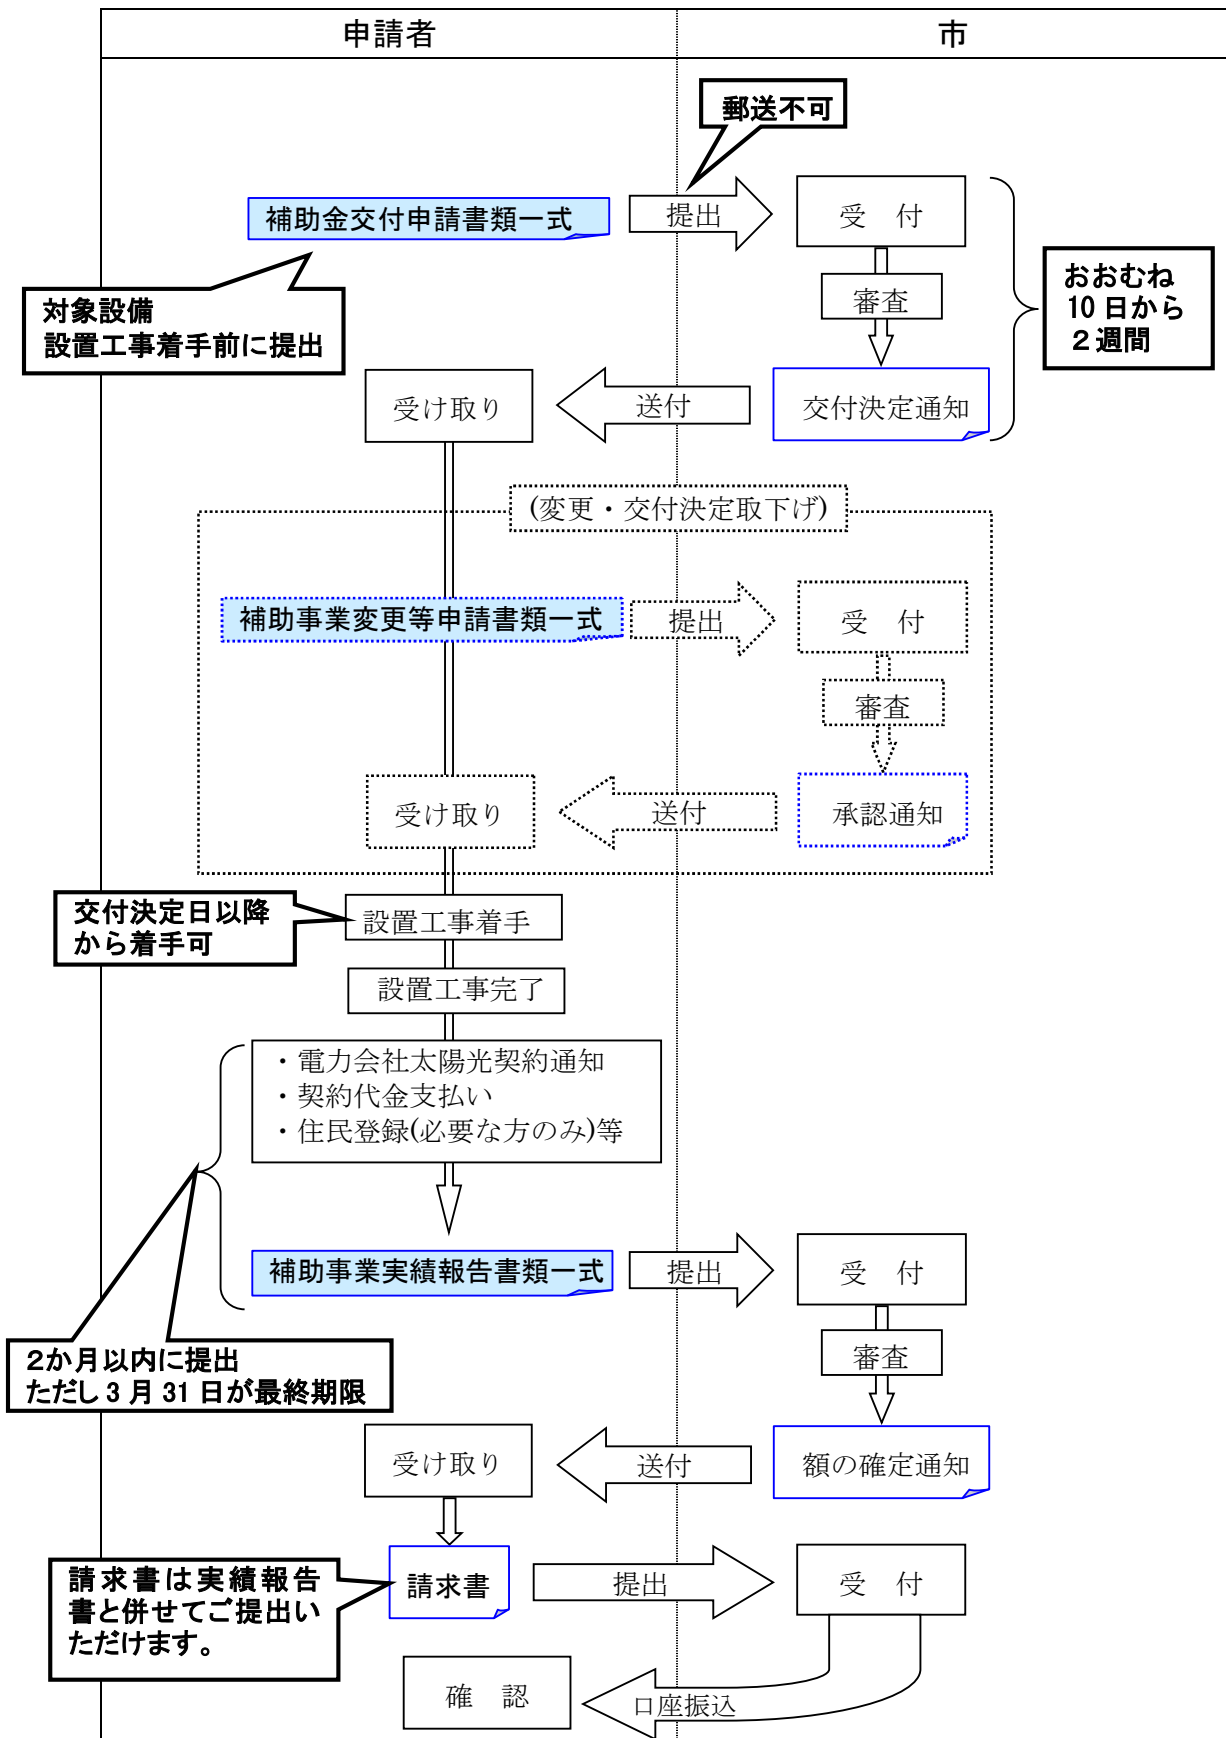 申請者
市
郵送不可
補助金交付申請書類一式
提出
受　付
対象設備
設置工事着手前に提出
審査
おおむね
10 日から
２週間
受け取り
送付
交付決定通知
(変更・交付決定取下げ)
補助事業変更等申請書類一式
提出
受　付
審査
受け取り
送付
承認通知
交付決定日以降
から着手可
設置工事着手
設置工事完了
・電力会社太陽光契約通知
・契約代金支払い
・住民登録(必要な方のみ)等
補助事業実績報告書類一式
提出
受　付
２か月以内に提出
ただし 3 月 31 日が最終期限
審査
受け取り
送付
額の確定通知
請求書は実績報告
書と併せてご提出い
ただけます。
請求書
提出
受　付
確　認
口座振込